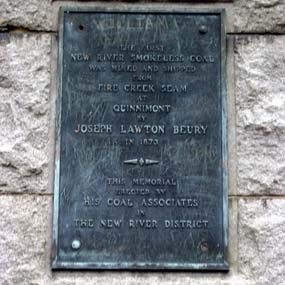 THE FIRST
NEW RIVER SMOKELESS COAL
WAS MINED AND SHIPPED
FROM
FIRE CREEK SEAM
AT
QUINNIMONT
BY
JOSEPH LAWTON BEURY
IN 1873
THIS MEMORIAL
ERECTED BY
HIS COAL ASSOCIATES
IN
THE NEW RIVER DISTRICT